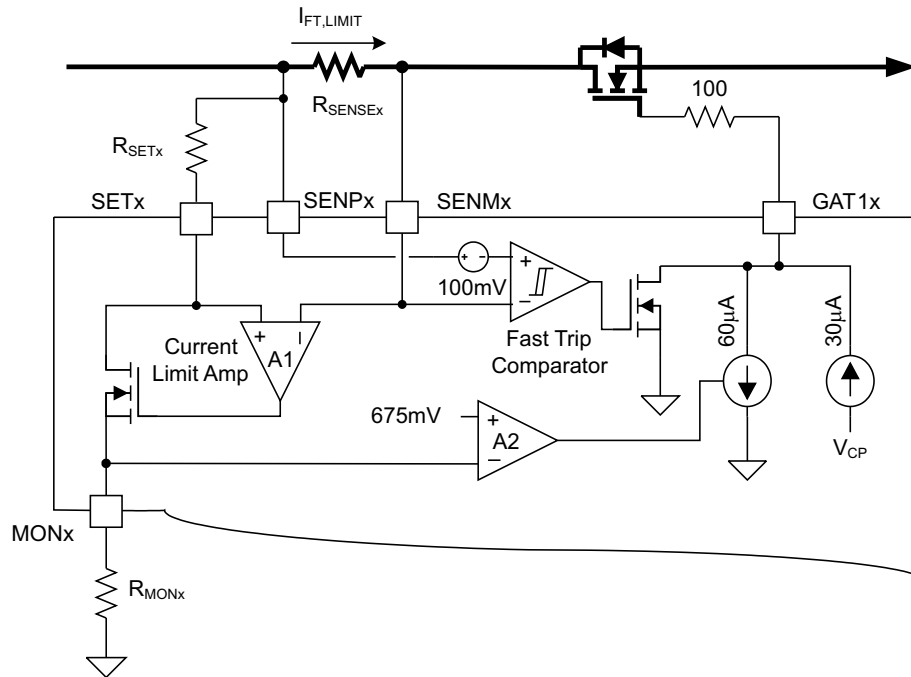 I_FT,LIMIT
R_SENSEx
100
R_SETx
SETx
SENPx
SENMx
GAT1x
+ -
100mV
+
−
60µA
30µA
Fast Trip
Comparator
Current
Limit Amp
+ −
A1
675mV
+
A2
−
V_CP
MONx
R_MONx